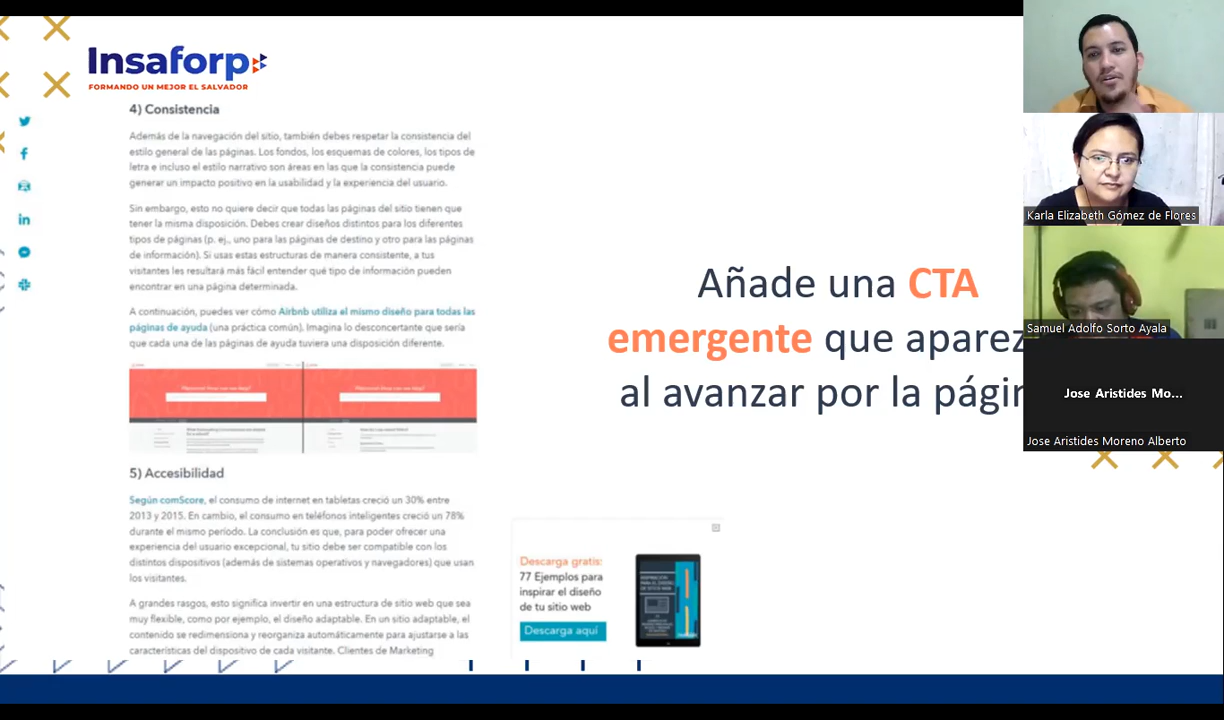 Insaforp
FORMANDO UN MEJOR EL SALVADOR
4) Consistencia
Además de la navegación del sitio, también debes respetar la consistencia del
estilo general de las páginas. Los fondos, los esquemas de colores, los tipos de
letra e incluso el estilo narrativo son áreas en las que la consistencia puede
generar un impacto positivo en la usabilidad y la experiencia del usuario.
Sin embargo, esto no quiere decir que todas las páginas del sitio tienen que
tener la misma disposición. Debes crear diseños distintos para los diferentes
tipos de páginas (p. ej., uno para las páginas de destino y otro para las páginas
de información). Si usas estas estructuras de manera consistente, a tus
visitantes les resultará más fácil entender qué tipo de información pueden
encontrar en una página determinada.
A continuación, puedes ver cómo Airbnb utiliza el mismo diseño para todas las
páginas de ayuda (una práctica común). Imagina lo desconcertante que sería
que cada una de las páginas de ayuda tuviera una disposición diferente.
5) Accesibilidad
Según comScore, el consumo de internet en tabletas creció un 30% entre
2013 y 2015. En cambio, el consumo en teléfonos inteligentes creció un 78%
durante el mismo período. La conclusión es que, para poder ofrecer una
experiencia del usuario excepcional, tu sitio debe ser compatible con los
distintos dispositivos (además de sistemas operativos y navegadores) que usan
los visitantes.
A grandes rasgos, esto significa invertir en una estructura de sitio web que sea
muy flexible, como por ejemplo, el diseño adaptable. En un sitio adaptable, el
contenido se redimensiona y reorganiza automáticamente para ajustarse a las
características del dispositivo de cada visitante. Clientes de Marketing
Descarga gratis:
77 Ejemplos para
inspirar el diseño
de tu sitio web
Descarga aquí
Añade una CTA
emergente que aparez
al avanzar por la págin
Karla Elizabeth Gómez de Flores
Samuel Adolfo Sorto Ayala
Jose Aristides Mo...
Jose Aristides Moreno Alberto